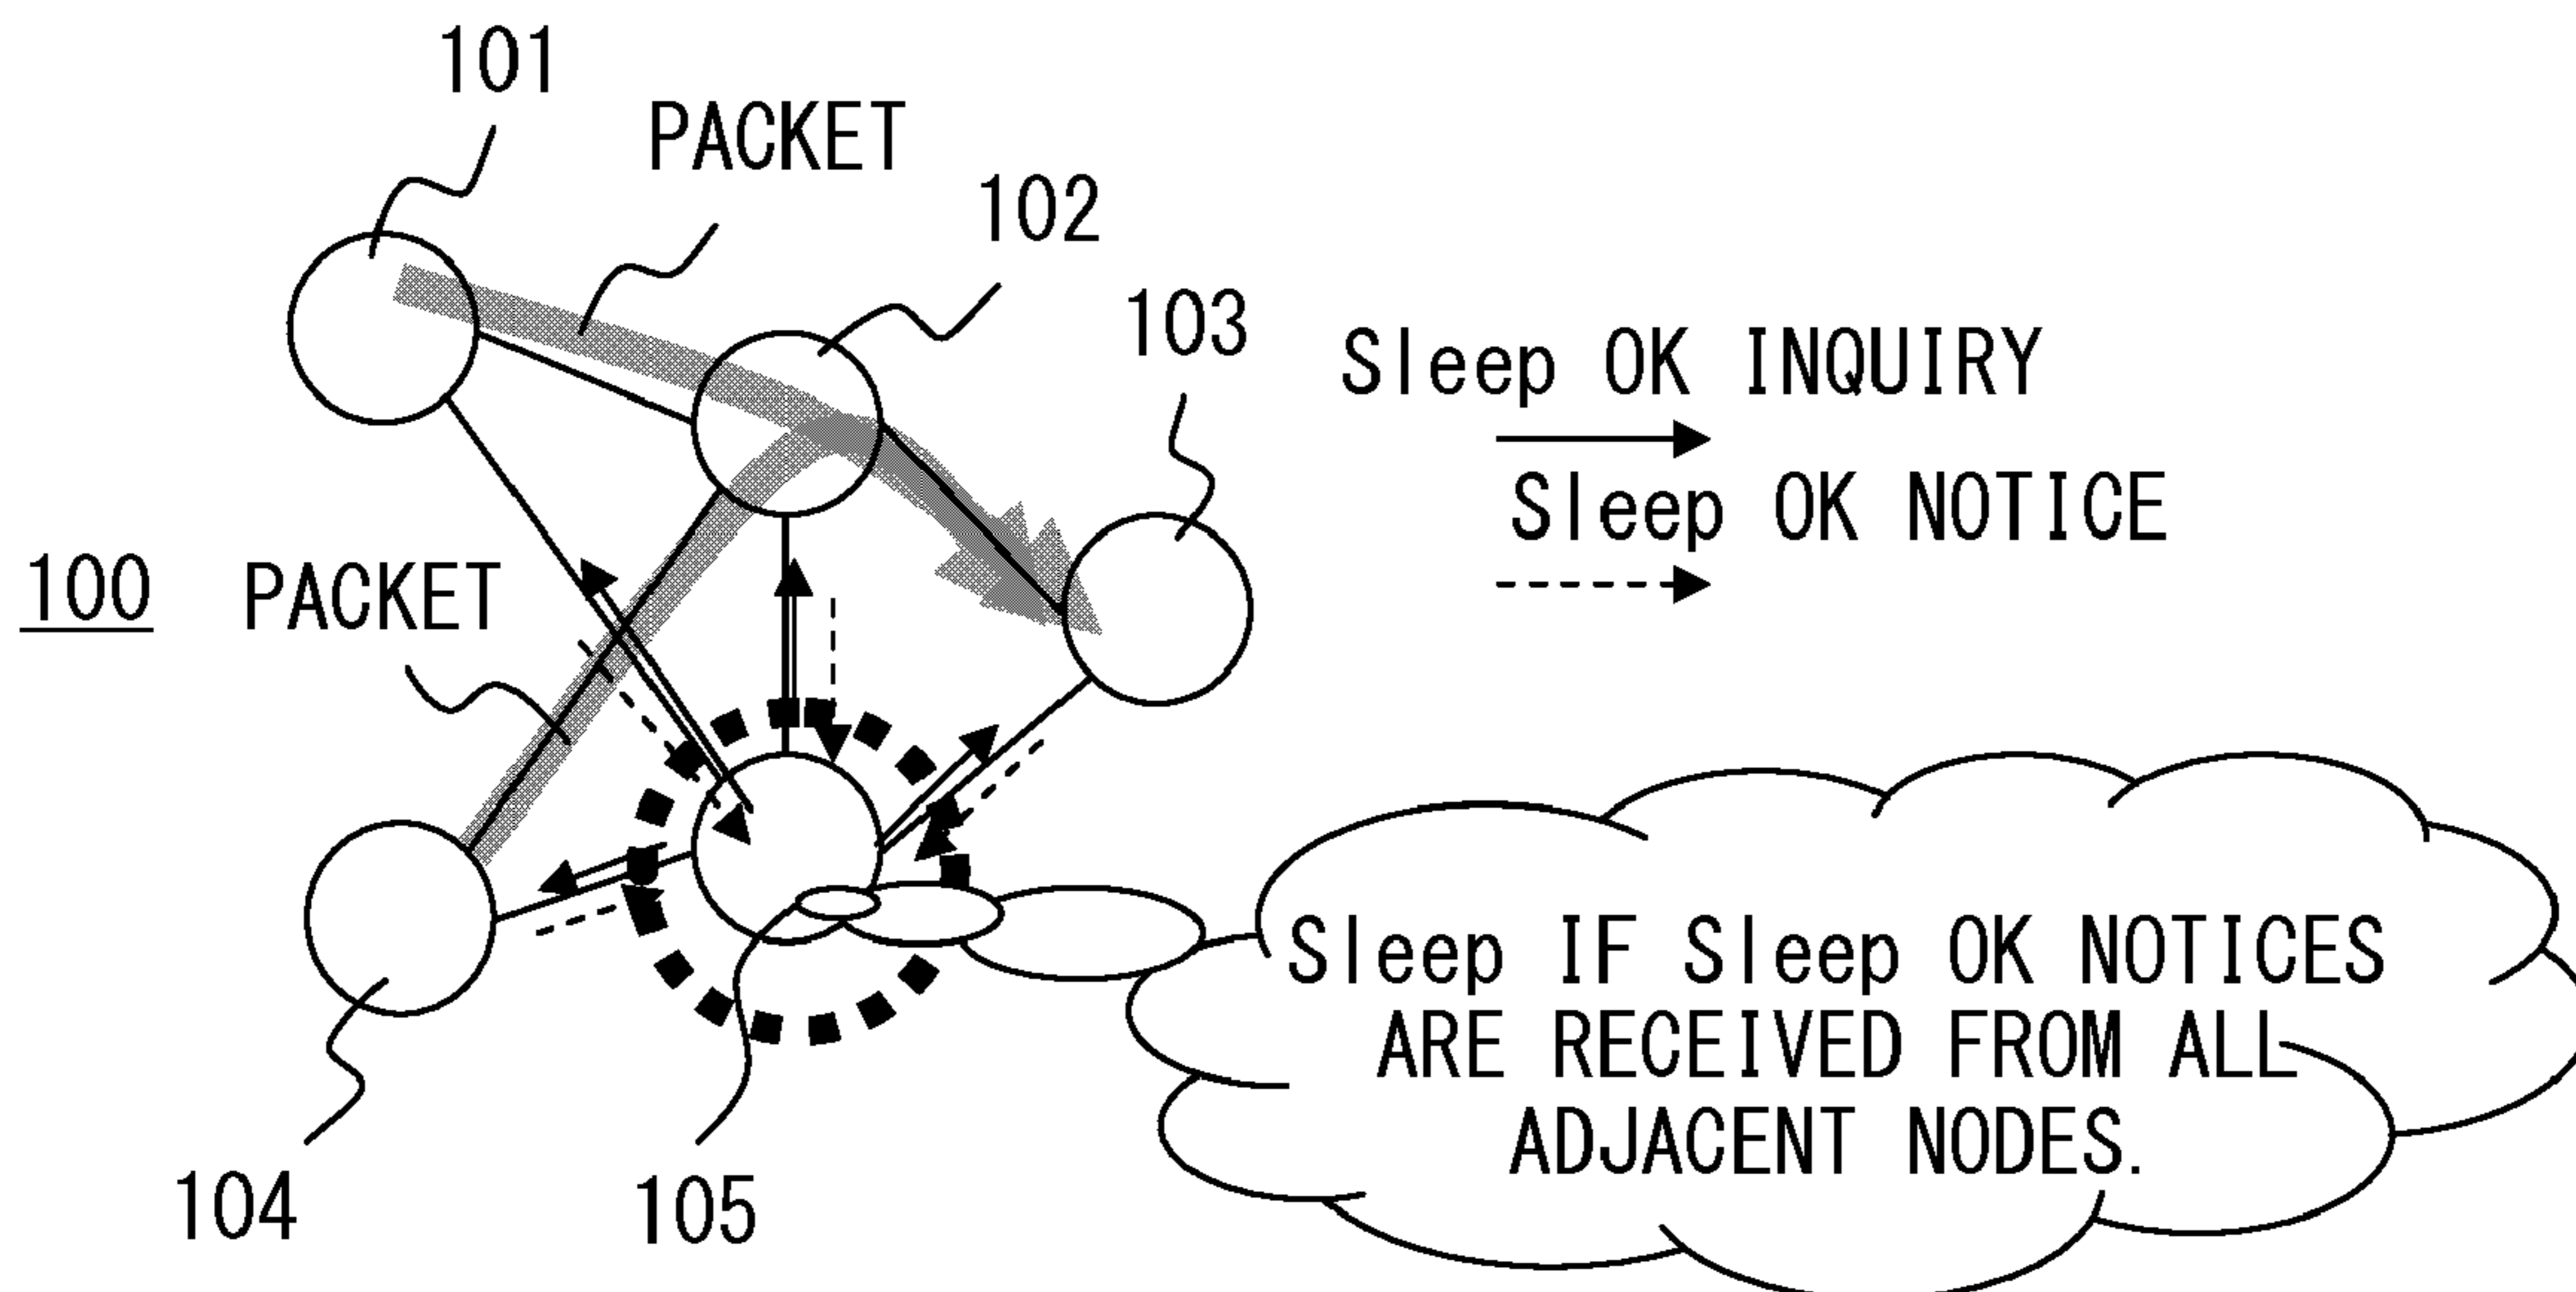 101
PACKET
102
103
Sleep OK INQUIRY
Sleep OK NOTICE
100
PACKET
Sleep IF Sleep OK NOTICES
ARE RECEIVED FROM ALL
ADJACENT NODES.
104
105